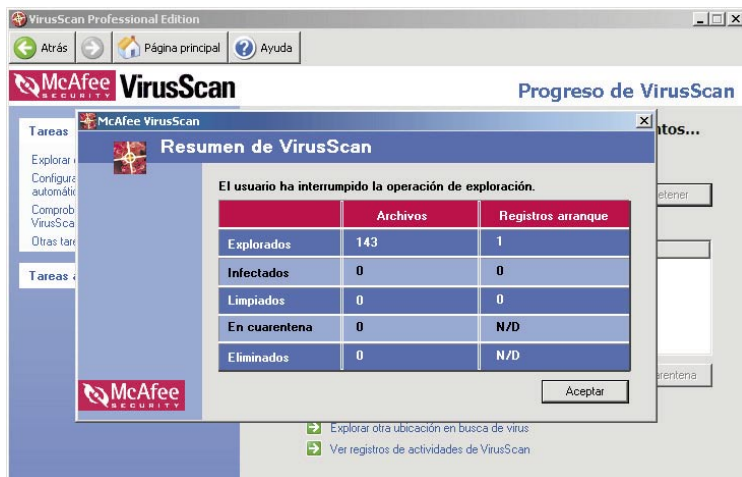 VirusScan Professional Edition
Atrás Página principal Ayuda
McAfee SECURITY VirusScan
Progreso de VirusScan
Tareas
Explorar
Configura
automátic
Comprob
VirusSca
Otras tare
Tareas a
ntos...
etener
arentena
McAfee VirusScan
Resumen de VirusScan
El usuario ha interrumpido la operación de exploración.
Archivos Registros arranque
Explorados 143 1
Infectados 0 0
Limpiados 0 0
En cuarentena 0 N/D
Eliminados 0 N/D
McAfee SECURITY
Aceptar
Explorar otra ubicación en busca de virus
Ver registros de actividades de VirusScan